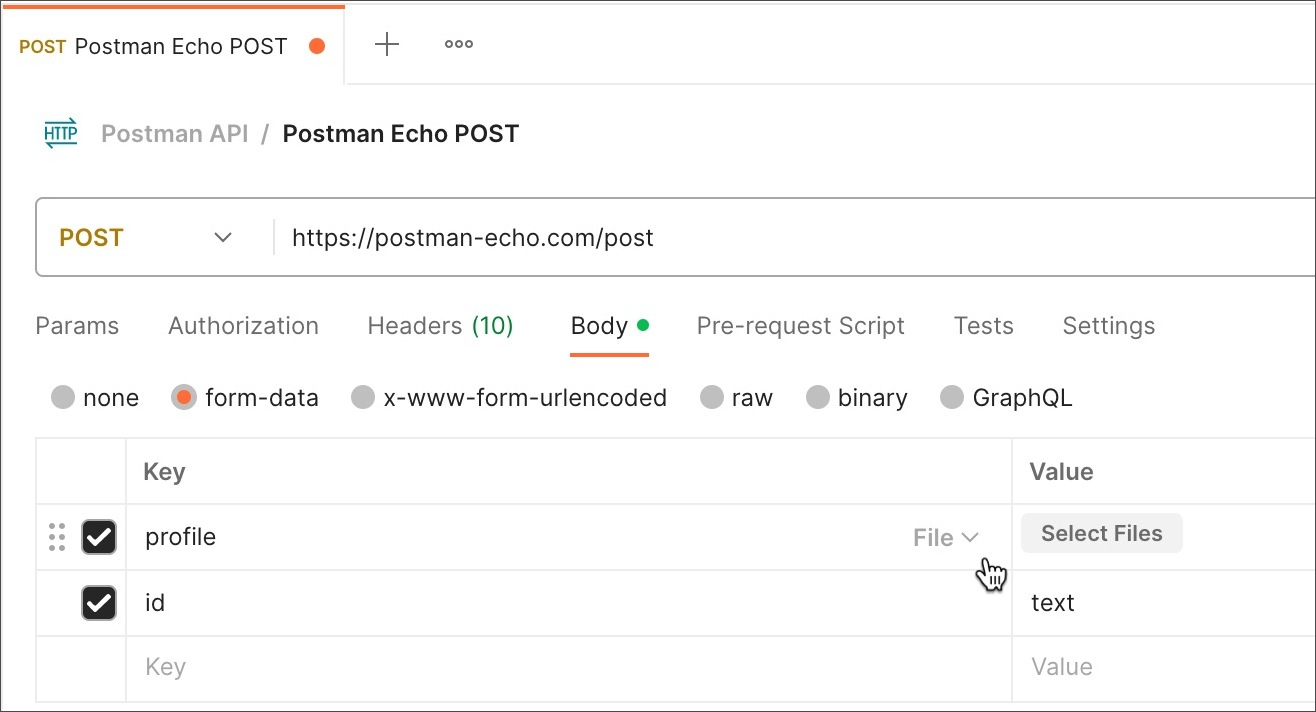 POST Postman Echo POST
HTTP Postman API / Postman Echo POST
POST https://postman-echo.com/post
Params Authorization Headers (10) Body Pre-request Script Tests Settings
none form-data x-www-form-urlencoded raw binary GraphQL
Key Value
profile File Select Files
id text
Key Value